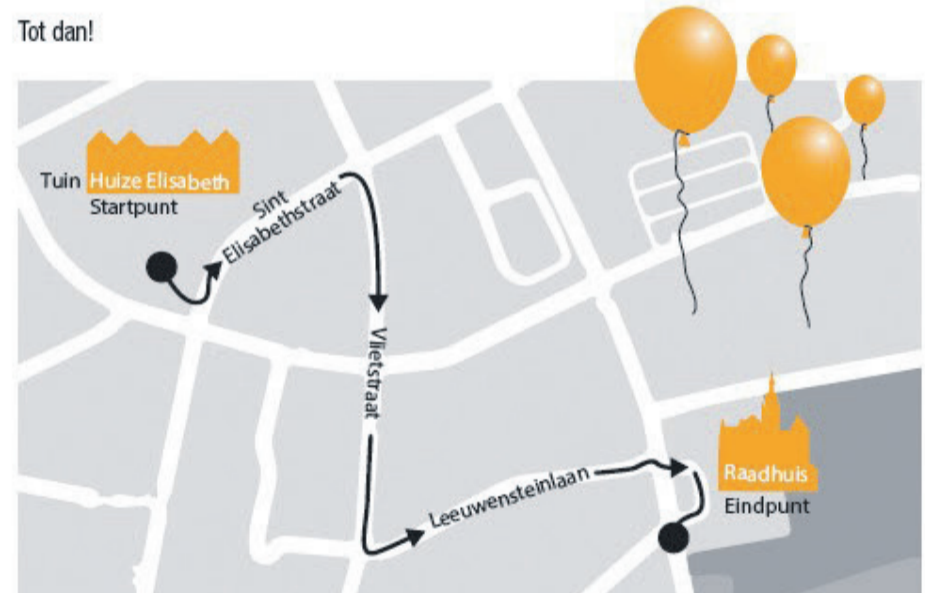 Tot dan!
Tuin Huize Elisabeth
Startpunt
Sint
Elisabethstraat
Vlietstraat
Leeuwensteinlaan
Raadhuis
Eindpunt